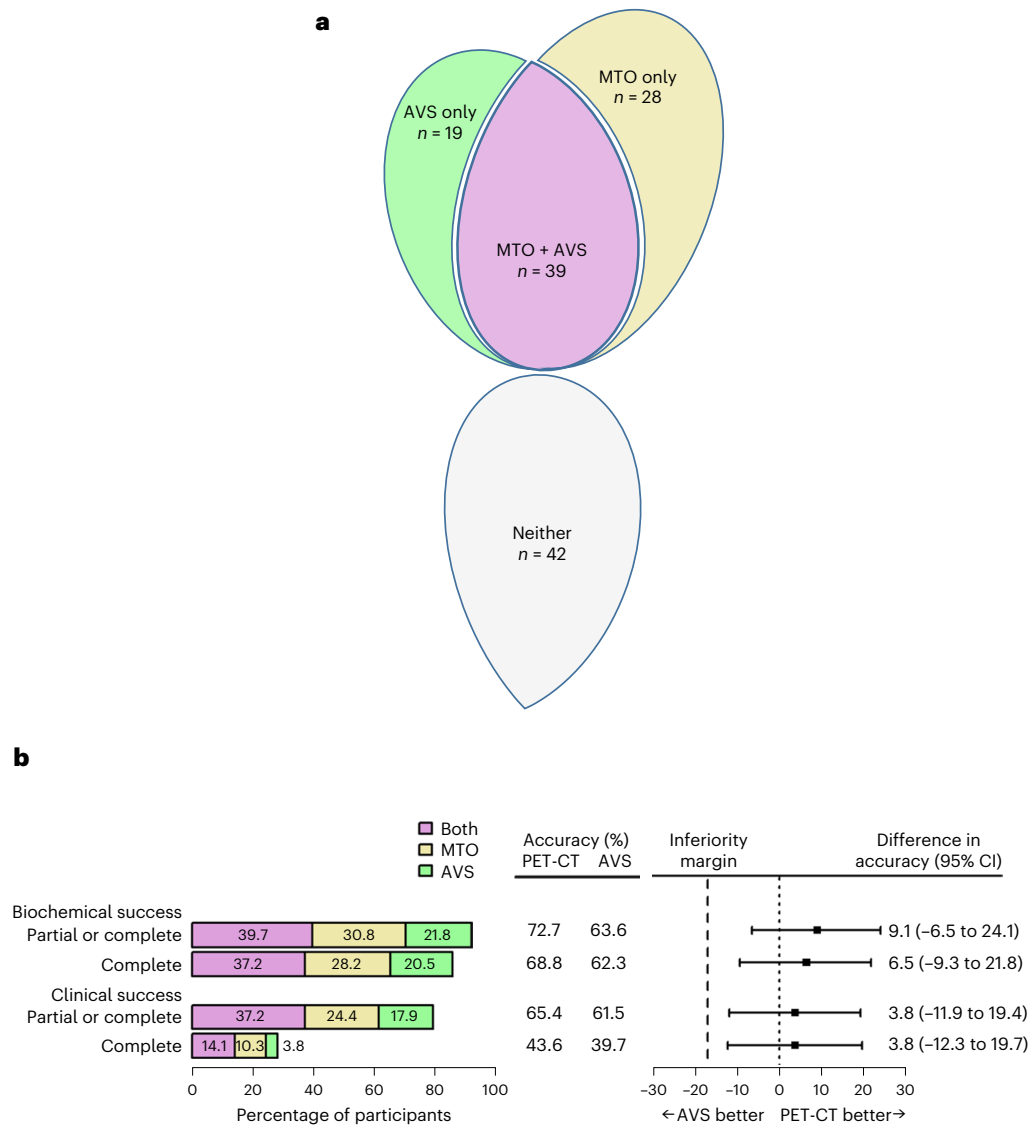 a
AVS only
n = 19
MTO only
n = 28
MTO + AVS
n = 39
Neither
n = 42
b
Both
MTO
AVS
Accuracy (%)
PET-CT AVS
Inferiority
margin
Difference in
accuracy (95% CI)
Biochemical success
Partial or complete 39.7 30.8 21.8 72.7 63.6 9.1 (–6.5 to 24.1)
Complete 37.2 28.2 20.5 68.8 62.3 6.5 (–9.3 to 21.8)
Clinical success
Partial or complete 37.2 24.4 17.9 65.4 61.5 3.8 (–11.9 to 19.4)
Complete 14.1 10.3 3.8 43.6 39.7 3.8 (–12.3 to 19.7)
0 20 40 60 80 100
Percentage of participants
–30 –20 –10 0 10 20 30
←AVS better PET-CT better→